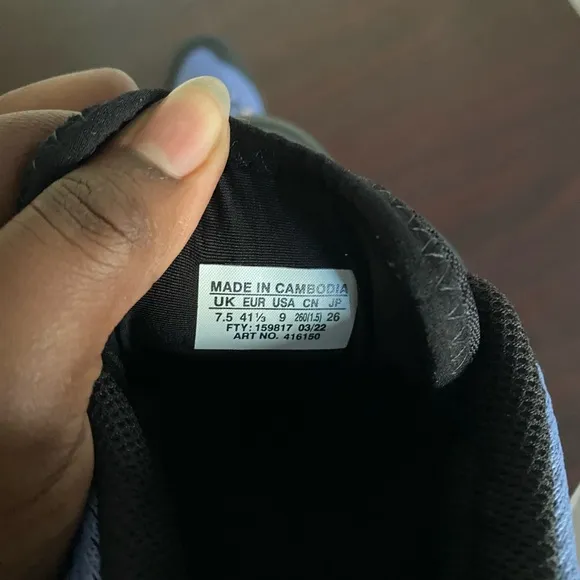 MADE IN CAMBODIA
UK EUR USA CN JP
7.5 41⅓ 9 260(1.5) 26
FTY: 159817 03/22
ART NO. 416150